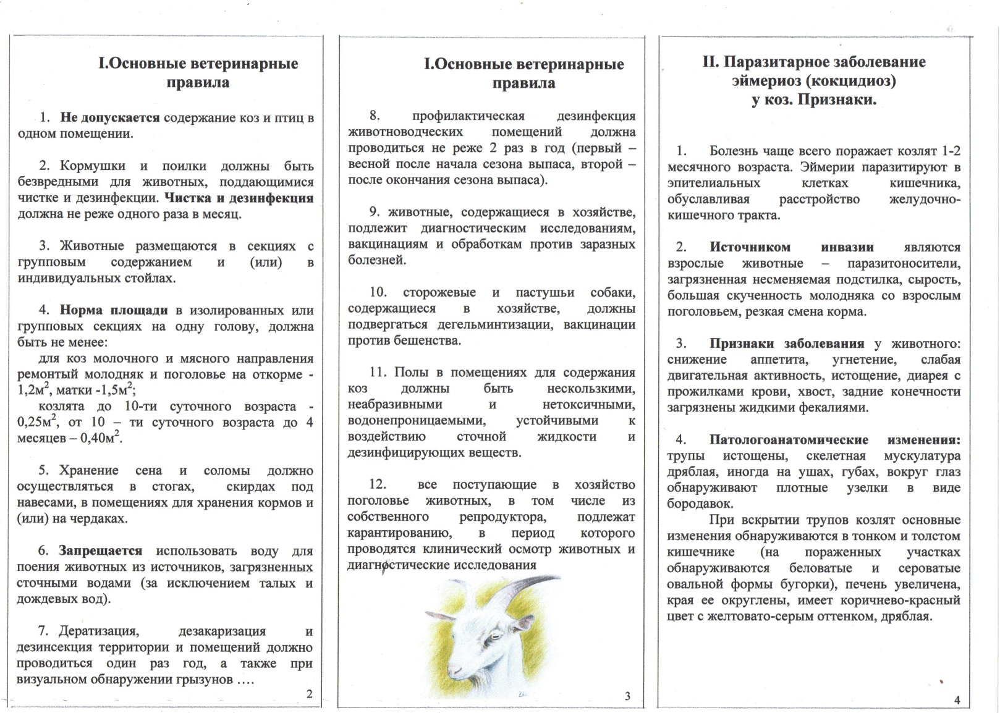 I.Основные ветеринарные
правила
1. Не допускается содержание коз и птиц в
одном помещении.
2. Кормушки и поилки должны быть
безвредными для животных, поддающимися
чистке и дезинфекции. Чистка и дезинфекция
должна не реже одного раза в месяц.
3. Животные размещаются в секциях с
групповым содержанием и (или) в
индивидуальных стойлах.
4. Норма площади в изолированных или
групповых секциях на одну голову, должна
быть не менее:
для коз молочного и мясного направления
ремонтый молодняк и поголовье на откорме -
1,2м², матки -1,5м²;
козлята до 10-ти суточного возраста -
0,25м², от 10 – ти суточного возраста до 4
месяцев – 0,40м².
5. Хранение сена и соломы должно
осуществляться в стогах, скирдах под
навесами, в помещениях для хранения кормов и
(или) на чердаках.
6. Запрещается использовать воду для
поения животных из источников, загрязненных
сточными водами (за исключением талых и
дождевых вод).
7. Дератизация, дезакаризация и
дезинсекция территории и помещений должно
проводиться один раз год, а также при
визуальном обнаружении грызунов ….
2
I.Основные ветеринарные
правила
8. профилактическая дезинфекция
животноводческих помещений должна
проводиться не реже 2 раз в год (первый –
весной после начала сезона выпаса, второй –
после окончания сезона выпаса).
9. животные, содержащиеся в хозяйстве,
подлежит диагностическим исследованиям,
вакцинациям и обработкам против заразных
болезней.
10. сторожевые и пастушьи собаки,
содержащиеся в хозяйстве, должны
подвергаться дегельминтизации, вакцинации
против бешенства.
11. Полы в помещениях для содержания
коз должны быть нескользкими,
неабразивными и нетоксичными,
водонепроницаемыми, устойчивыми к
воздействию сточной жидкости и
дезинфицирующих веществ.
12. все поступающие в хозяйство
поголовье животных, в том числе из
собственного репродуктора, подлежат
карантированию, в период которого
проводятся клинический осмотр животных и
диагностические исследования
3
II. Паразитарное заболевание
эймериоз (кокцидиоз)
у коз. Признаки.
1. Болезнь чаще всего поражает козлят 1-2
месячного возраста. Эймерии паразитируют в
эпителиальных клетках кишечника,
обуславливая расстройство желудочно-
кишечного тракта.
2. Источником инвазии являются
взрослые животные – паразитоносители,
загрязненная несменяемая подстилка, сырость,
большая скученность молодняка со взрослым
поголовьем, резкая смена корма.
3. Признаки заболевания у животного:
снижение аппетита, угнетение, слабая
двигательная активность, истощение, диарея с
прожилками крови, хвост, задние конечности
загрязнены жидкими фекалиями.
4. Патологоанатомические изменения:
трупы истощены, скелетная мускулатура
дряблая, иногда на ушах, губах, вокруг глаз
обнаруживают плотные узелки в виде
бородавок.
При вскрытии трупов козлят основные
изменения обнаруживаются в тонком и толстом
кишечнике (на пораженных участках
обнаруживаются беловатые и сероватые
овальной формы бугорки), печень увеличена,
края ее округлены, имеет коричнево-красный
цвет с желтовато-серым оттенком, дряблая.
4